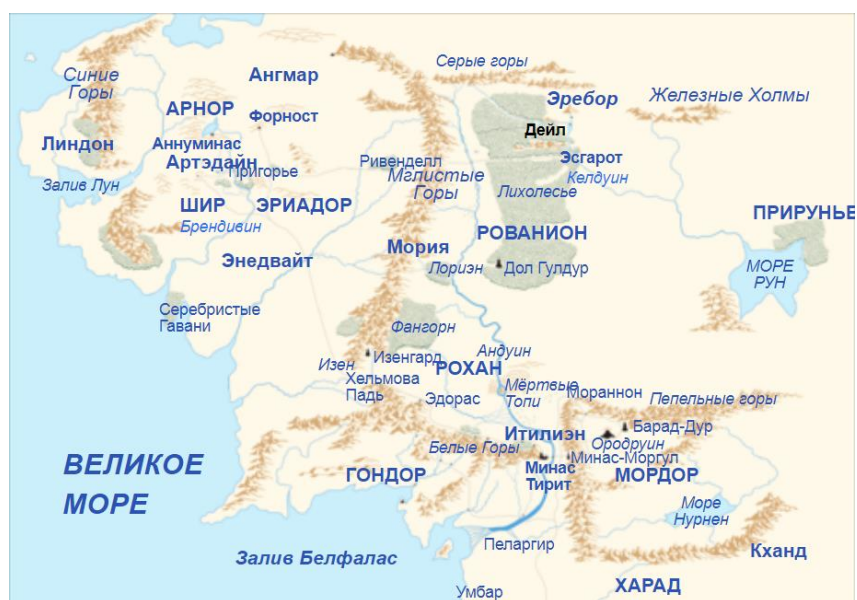 Серые горы
Синие
Горы
Ангмар
Эребор
Железные Холмы
АРНОР
Форност
Дейл
Линдон
Аннуминас
Артэдайн
Пригорье
Ривенделл
Эсгарот
Келдуин
Мглистые
Горы
Залив Лун
Лихолесье
ШИР
ЭРИАДОР
ПРИРУНЬЕ
Брендивин
РОВАНИОН
Мория
Энедвайт
Лориэн
Дол Гулдур
МОРЕ
РУН
Серебристые
Гавани
Фангорн
Андуин
Изен
Изенгард
РОХАН
Хельмова
Падь
Эдорас
Мёртвые
Топи
Мораннон
Пепельные горы
Барад-Дур
Итилиэн
Ородруин
Белые Горы
Минас-Моргул
ВЕЛИКОЕ
МОРЕ
ГОНДОР
Минас
Тирит
МОРДОР
Море
Нурнен
Пеларгир
Кханд
Залив Белфалас
Умбар
ХАРАД